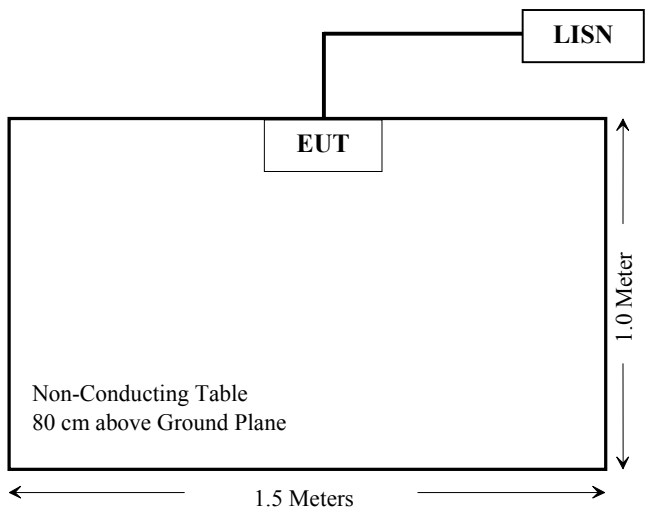 LISN
EUT
1.0 Meter
Non-Conducting Table
80 cm above Ground Plane
1.5 Meters